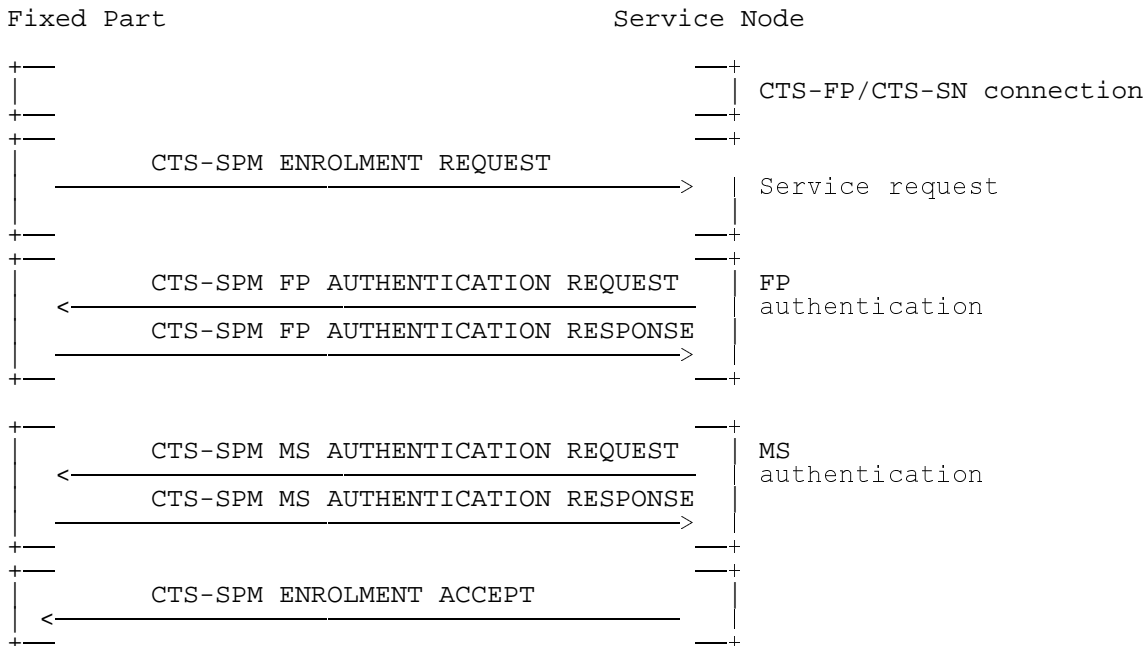 Fixed Part Service Node
CTS-FP/CTS-SN connection
CTS-SPM ENROLMENT REQUEST
Service request
CTS-SPM FP AUTHENTICATION REQUEST FP
authentication
CTS-SPM FP AUTHENTICATION RESPONSE
CTS-SPM MS AUTHENTICATION REQUEST MS
authentication
CTS-SPM MS AUTHENTICATION RESPONSE
CTS-SPM ENROLMENT ACCEPT